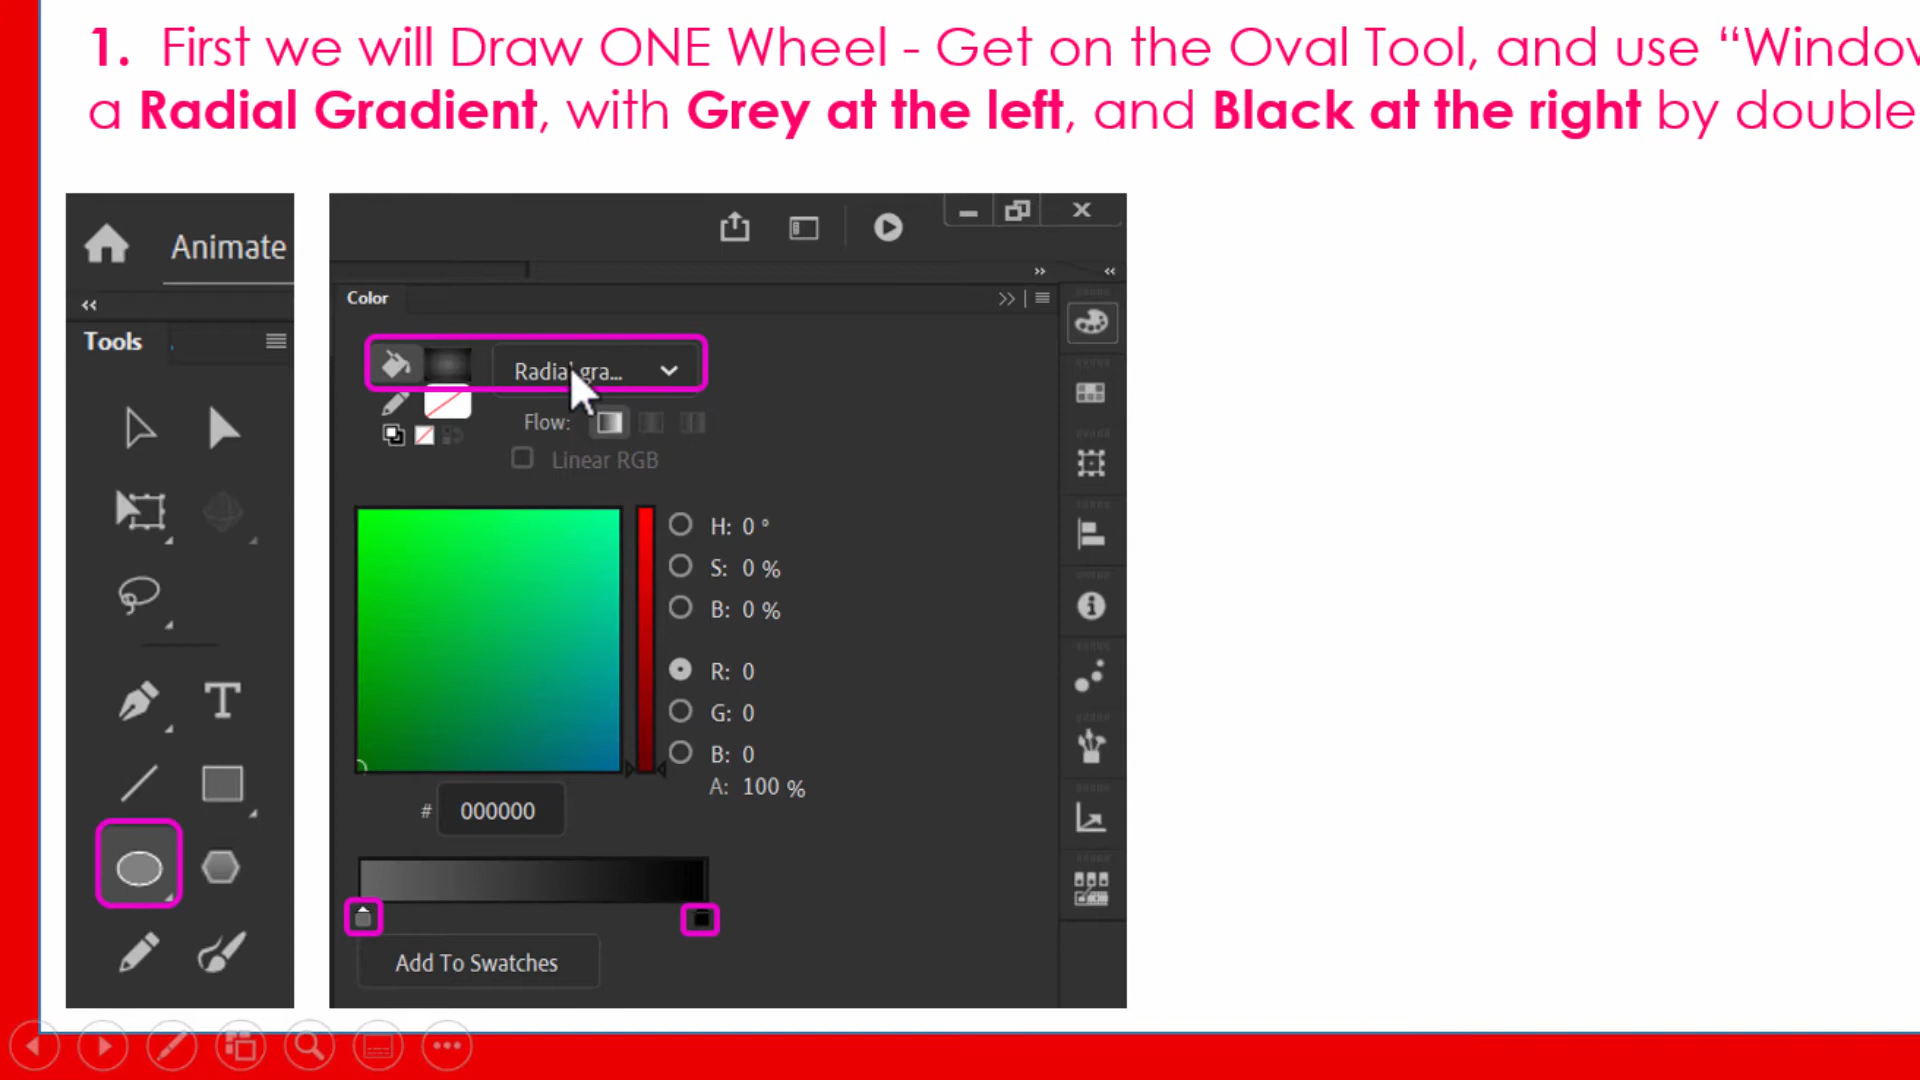 1. First we will Draw ONE Wheel - Get on the Oval Tool, and use “Window
a Radial Gradient, with Grey at the left, and Black at the right by double
Animate
Tools
Color
Radial gra...
Flow:
Linear RGB
H: 0 °
S: 0 %
B: 0 %
R: 0
G: 0
B: 0
A: 100 %
# 000000
Add To Swatches